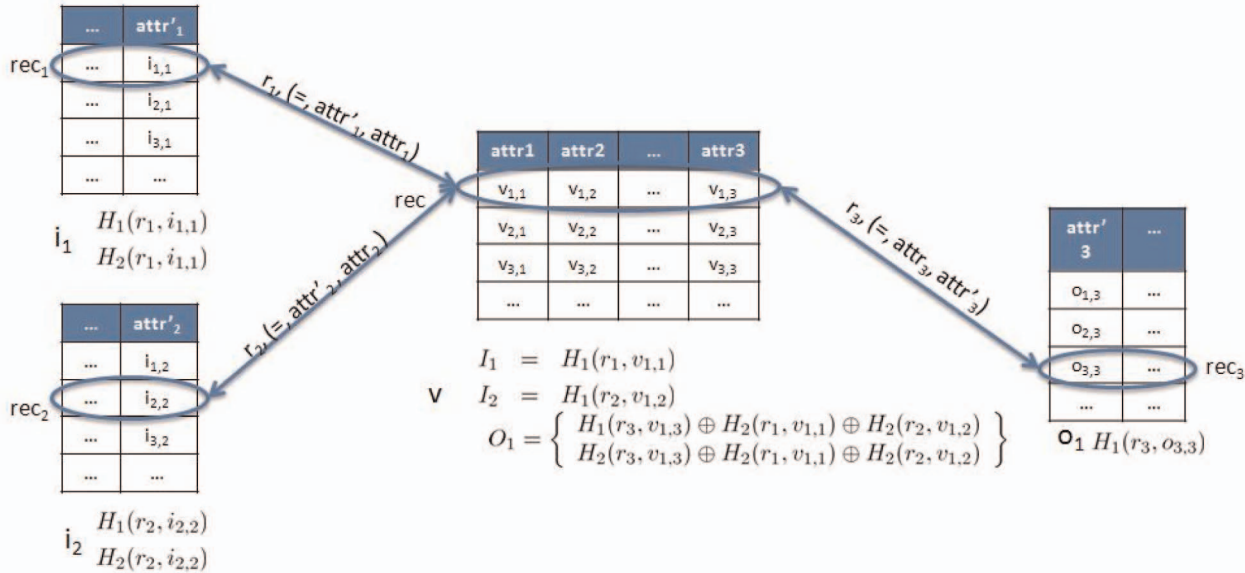 ... attr'₁
rec₁ ... i₁,₁
... i₂,₁
... i₃,₁
... ...
i₁ H₁(r₁, i₁,₁)
H₂(r₁, i₁,₁)
r₁, (=, attr'₁, attr₁)
... attr'₂
... i₁,₂
rec₂ ... i₂,₂
... i₃,₂
... ...
i₂ H₁(r₂, i₂,₂)
H₂(r₂, i₂,₂)
r₂, (=, attr'₂, attr₂)
attr1 attr2 ... attr3
rec v₁,₁ v₁,₂ ... v₁,₃
v₂,₁ v₂,₂ ... v₂,₃
v₃,₁ v₃,₂ ... v₃,₃
... ... ... ...
I₁ = H₁(r₁, v₁,₁)
v I₂ = H₁(r₂, v₁,₂)
O₁ = { H₁(r₃, v₁,₃) ⊕ H₂(r₁, v₁,₁) ⊕ H₂(r₂, v₁,₂)
H₂(r₃, v₁,₃) ⊕ H₂(r₁, v₁,₁) ⊕ H₂(r₂, v₁,₂) }
r₃, (=, attr₃, attr'₃)
attr' ...
3
o₁,₃ ...
o₂,₃ ...
o₃,₃ ... rec₃
... ...
o₁ H₁(r₃, o₃,₃)